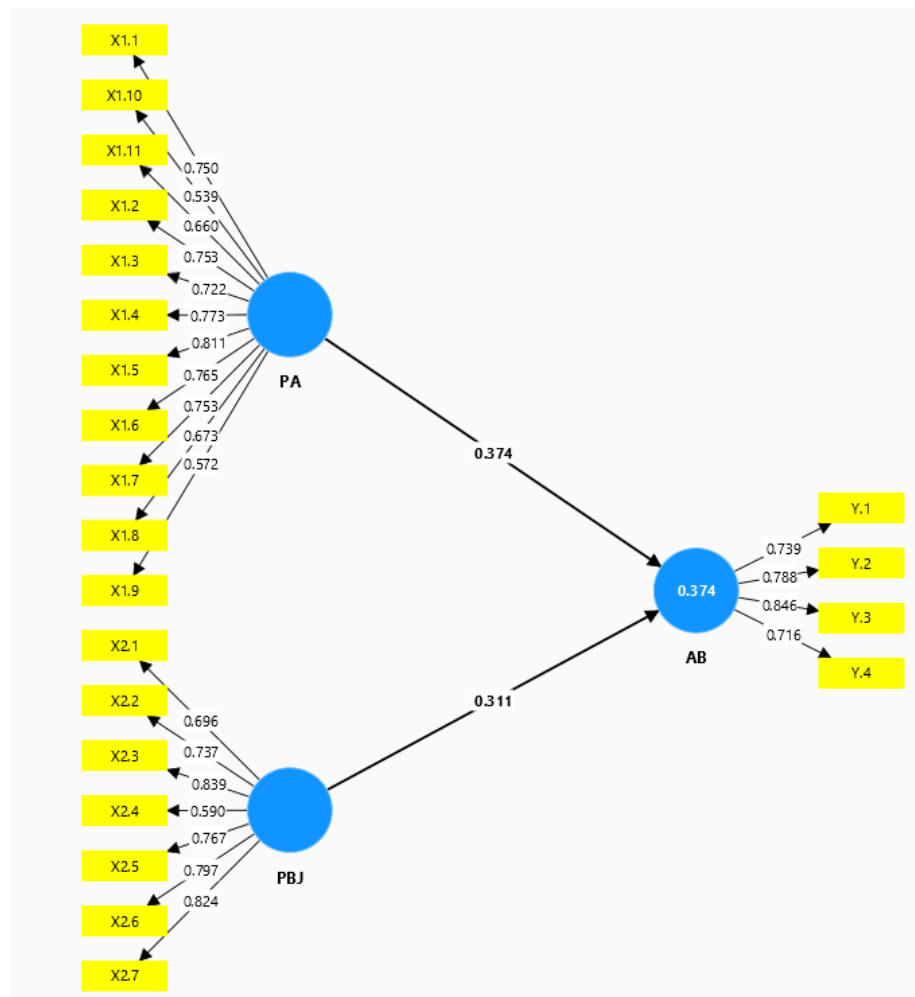 X1.1
X1.10
X1.11
X1.2
X1.3
X1.4
X1.5
X1.6
X1.7
X1.8
X1.9
0.750
0.539
0.660
0.753
0.722
0.773
0.811
0.765
0.753
0.673
0.572
PA
0.374
X2.1
X2.2
X2.3
X2.4
X2.5
X2.6
X2.7
0.696
0.737
0.839
0.590
0.767
0.797
0.824
PBJ
0.311
0.374
AB
0.739
0.788
0.846
0.716
Y.1
Y.2
Y.3
Y.4